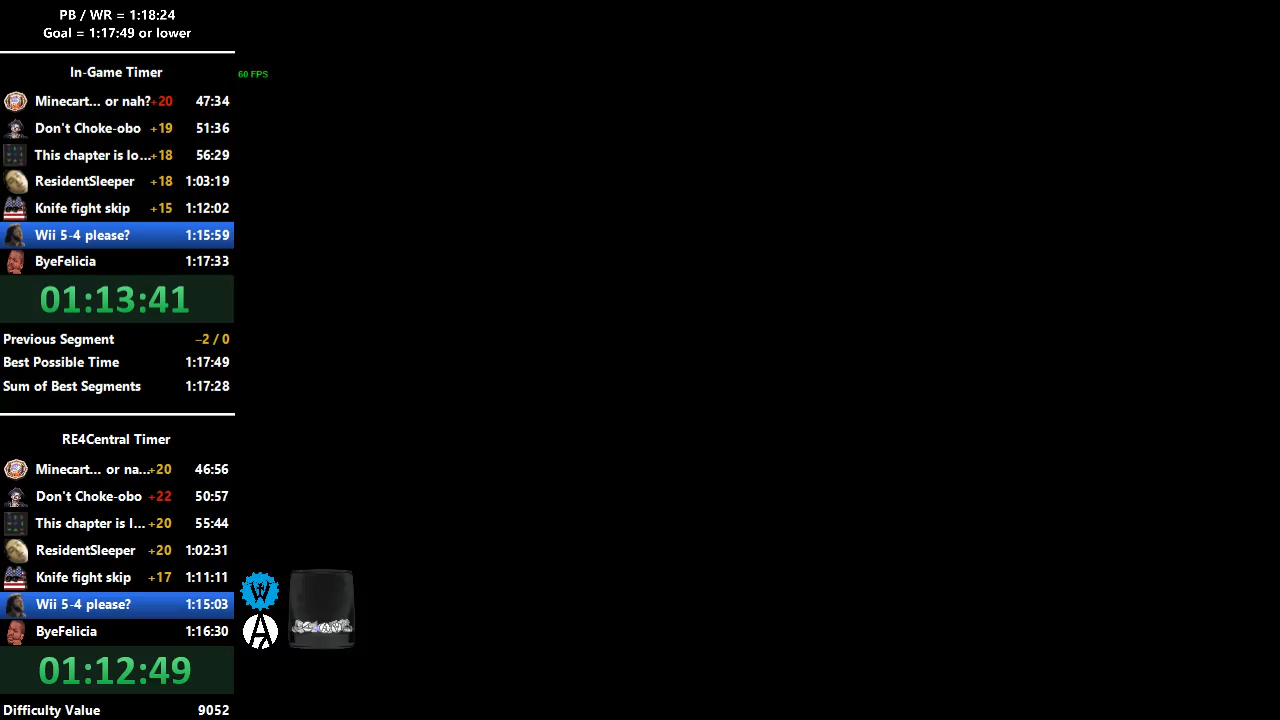 PB / WR = 1:18:24
Goal = 1:17:49 or lower
In-Game Timer
60 FPS
Minecart... or nah? +20 47:34
Don't Choke-obo +19 51:36
This chapter is lo... +18 56:29
ResidentSleeper +18 1:03:19
Knife fight skip +15 1:12:02
Wii 5-4 please? 1:15:59
ByeFelicia 1:17:33
01:13:41
Previous Segment −2 / 0
Best Possible Time 1:17:49
Sum of Best Segments 1:17:28
RE4Central Timer
Minecart... or na... +20 46:56
Don't Choke-obo +22 50:57
This chapter is l... +20 55:44
ResidentSleeper +20 1:02:31
Knife fight skip +17 1:11:11
Wii 5-4 please? 1:15:03
ByeFelicia 1:16:30
01:12:49
Difficulty Value 9052